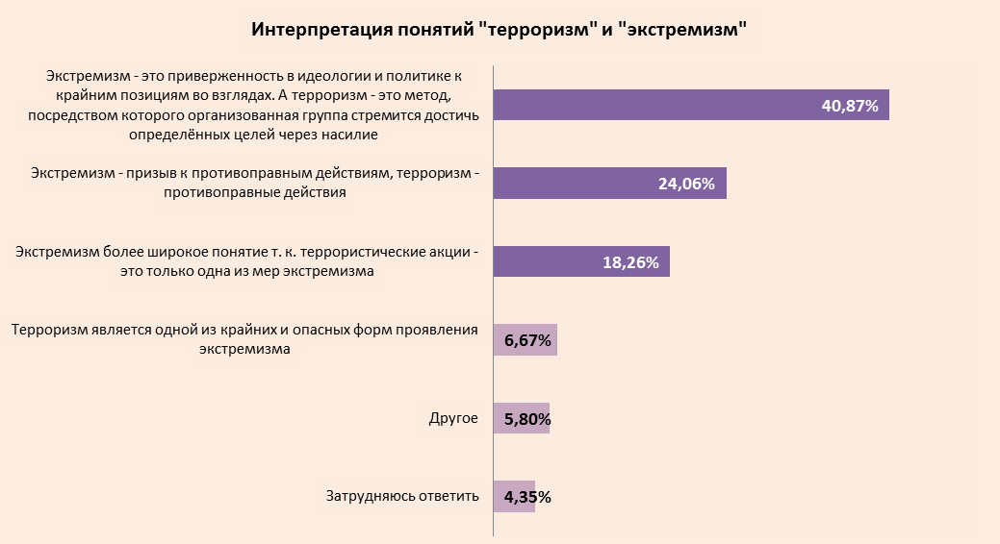 Интерпретация понятий "терроризм" и "экстремизм"
Экстремизм - это приверженность в идеологии и политике к
крайним позициям во взглядах. А терроризм - это метод,
посредством которого организованная группа стремится достичь
определённых целей через насилие
40,87%
Экстремизм - призыв к противоправным действиям, терроризм -
противоправные действия
24,06%
Экстремизм более широкое понятие т. к. террористические акции -
это только одна из мер экстремизма
18,26%
Терроризм является одной из крайних и опасных форм проявления
экстремизма
6,67%
Другое
5,80%
Затрудняюсь ответить
4,35%